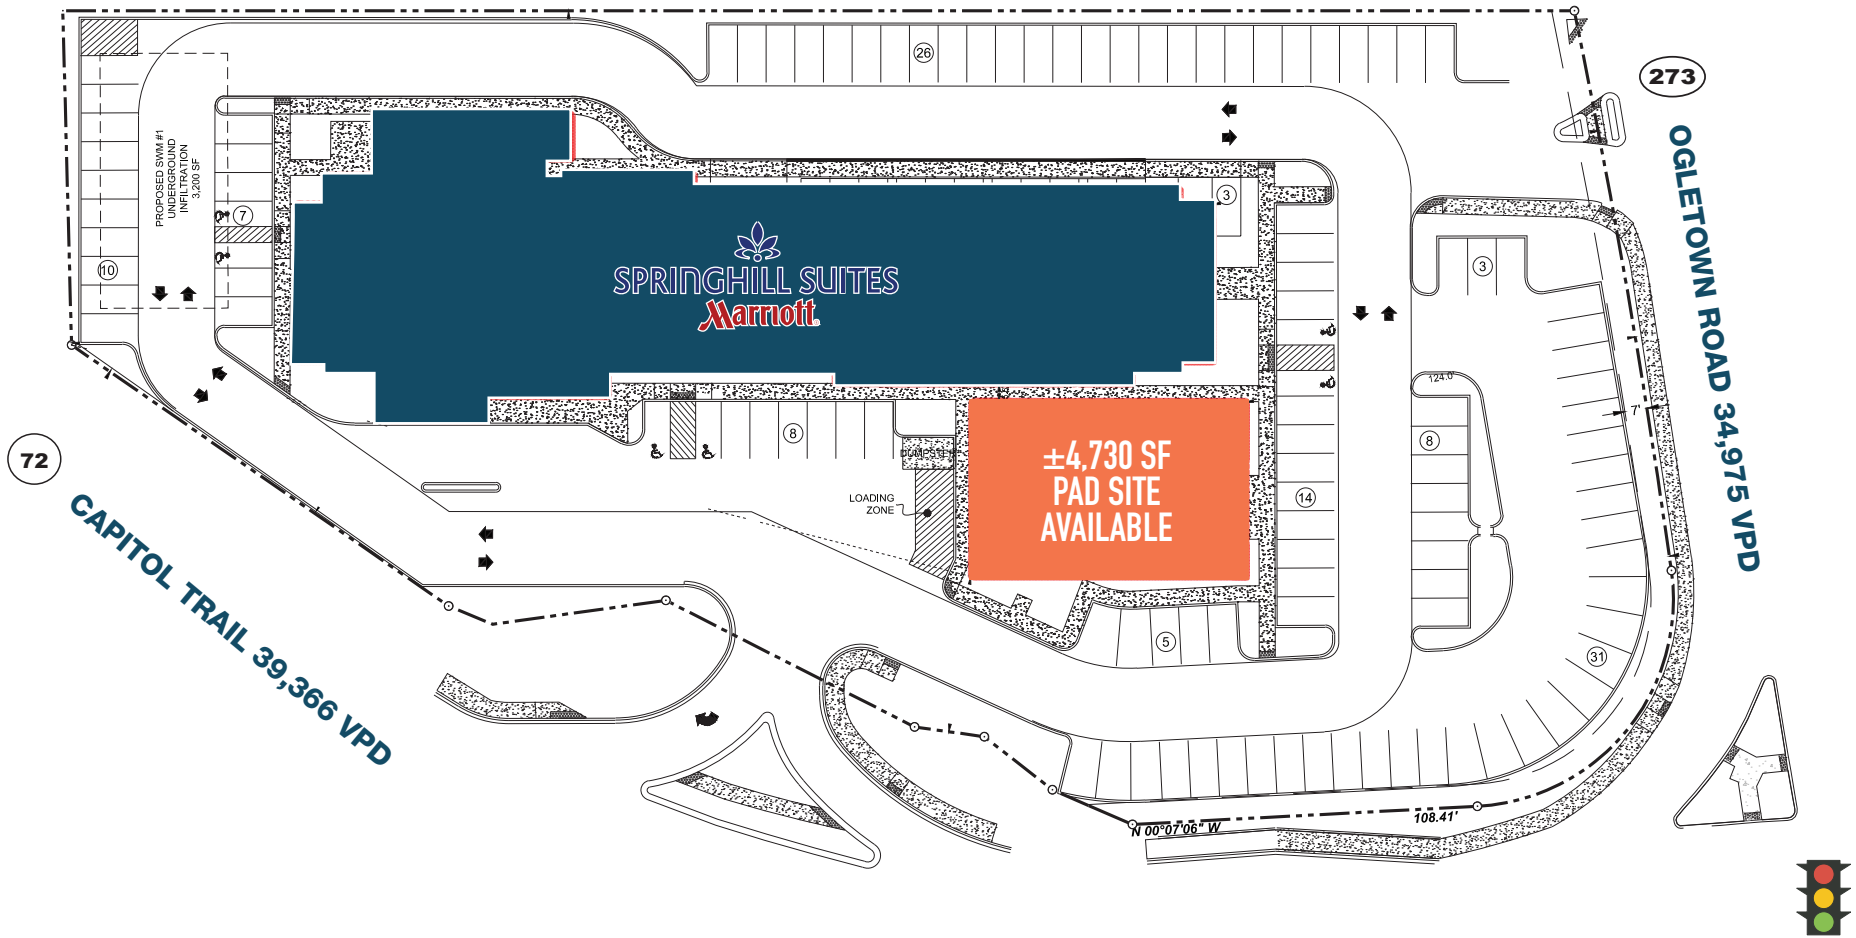 26
273
PROPOSED SWM #1
UNDERGROUND
INFILTRATION
3,200 SF
7
10
3
3
SPRINGHILL SUITES
Marriott
OGLETOWN ROAD 34,975 VPD
124.0'
7'
8
8
DUMPSTER
±4,730 SF
PAD SITE
AVAILABLE
LOADING
ZONE
14
72
CAPITOL TRAIL 39,366 VPD
5
31
N 00°07'06" W
108.41'